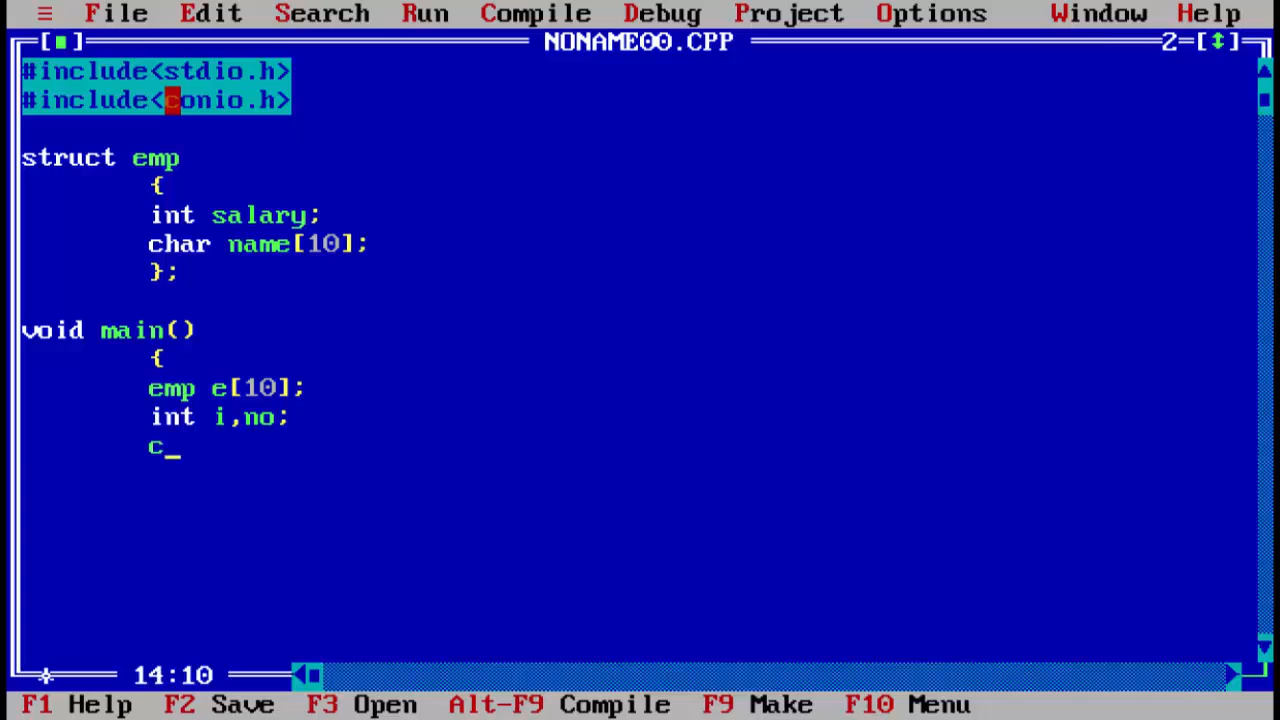 ≡ File Edit Search Run Compile Debug Project Options Window Help
[■] NONAME00.CPP 2=[↕]
#include<stdio.h>
#include<conio.h>
struct emp
{
int salary;
char name[10];
};
void main()
{
emp e[10];
int i,no;
c_
14:10
F1 Help F2 Save F3 Open Alt-F9 Compile F9 Make F10 Menu